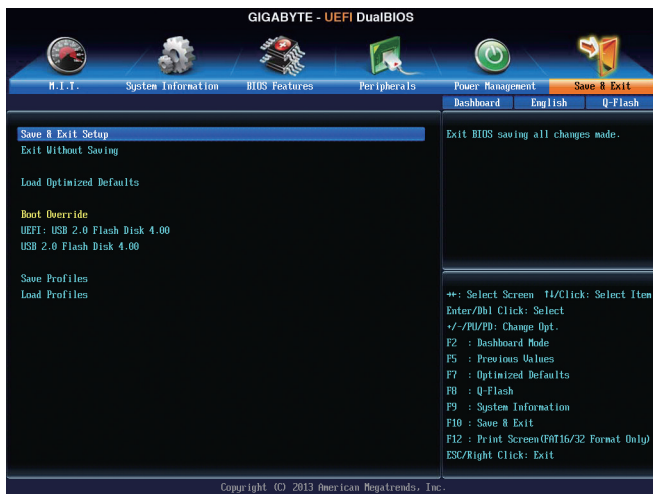 GIGABYTE - UEFI DualBIOS
M.I.T. System Information BIOS Features Peripherals Power Management Save & Exit
Dashboard English Q-Flash
Save & Exit Setup
Exit Without Saving
Load Optimized Defaults
Boot Override
UEFI: USB 2.0 Flash Disk 4.00
USB 2.0 Flash Disk 4.00
Save Profiles
Load Profiles
Exit BIOS saving all changes made.
→←: Select Screen ↑↓/Click: Select Item
Enter/Dbl Click: Select
+/-/PU/PD: Change Opt.
F2 : Dashboard Mode
F5 : Previous Values
F7 : Optimized Defaults
F8 : Q-Flash
F9 : System Information
F10 : Save & Exit
F12 : Print Screen(FAT16/32 Format Only)
ESC/Right Click: Exit
Copyright (C) 2013 American Megatrends, Inc.